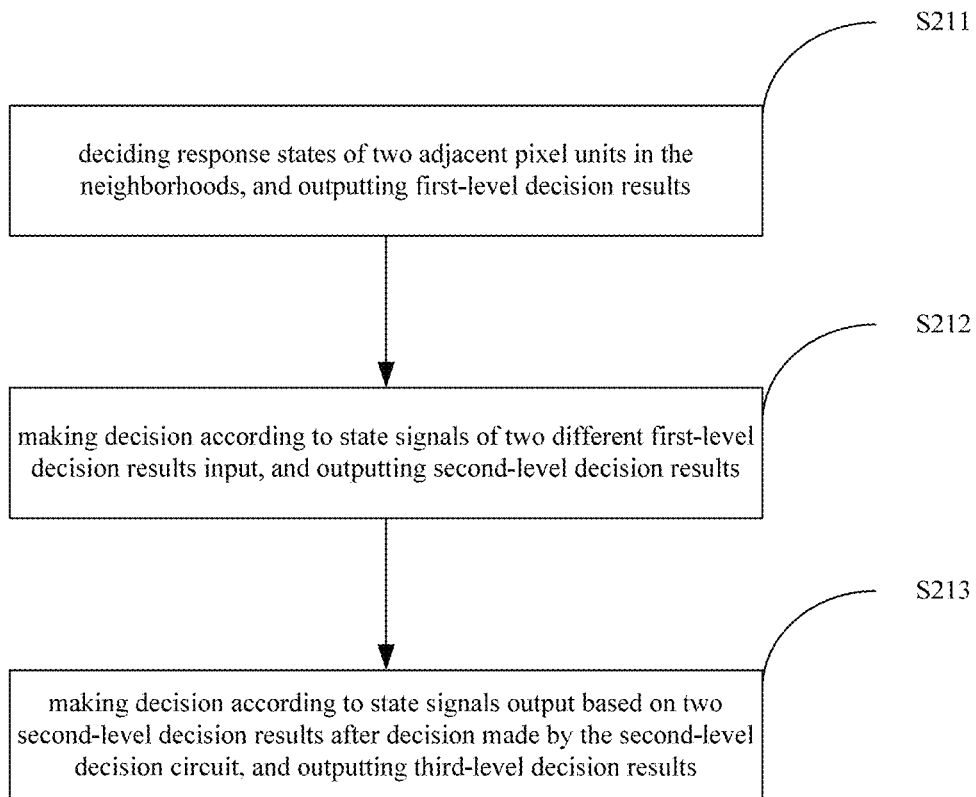 S211
deciding response states of two adjacent pixel units in the
neighborhoods, and outputting first-level decision results
S212
making decision according to state signals of two different first-level
decision results input, and outputting second-level decision results
S213
making decision according to state signals output based on two
second-level decision results after decision made by the second-level
decision circuit, and outputting third-level decision results